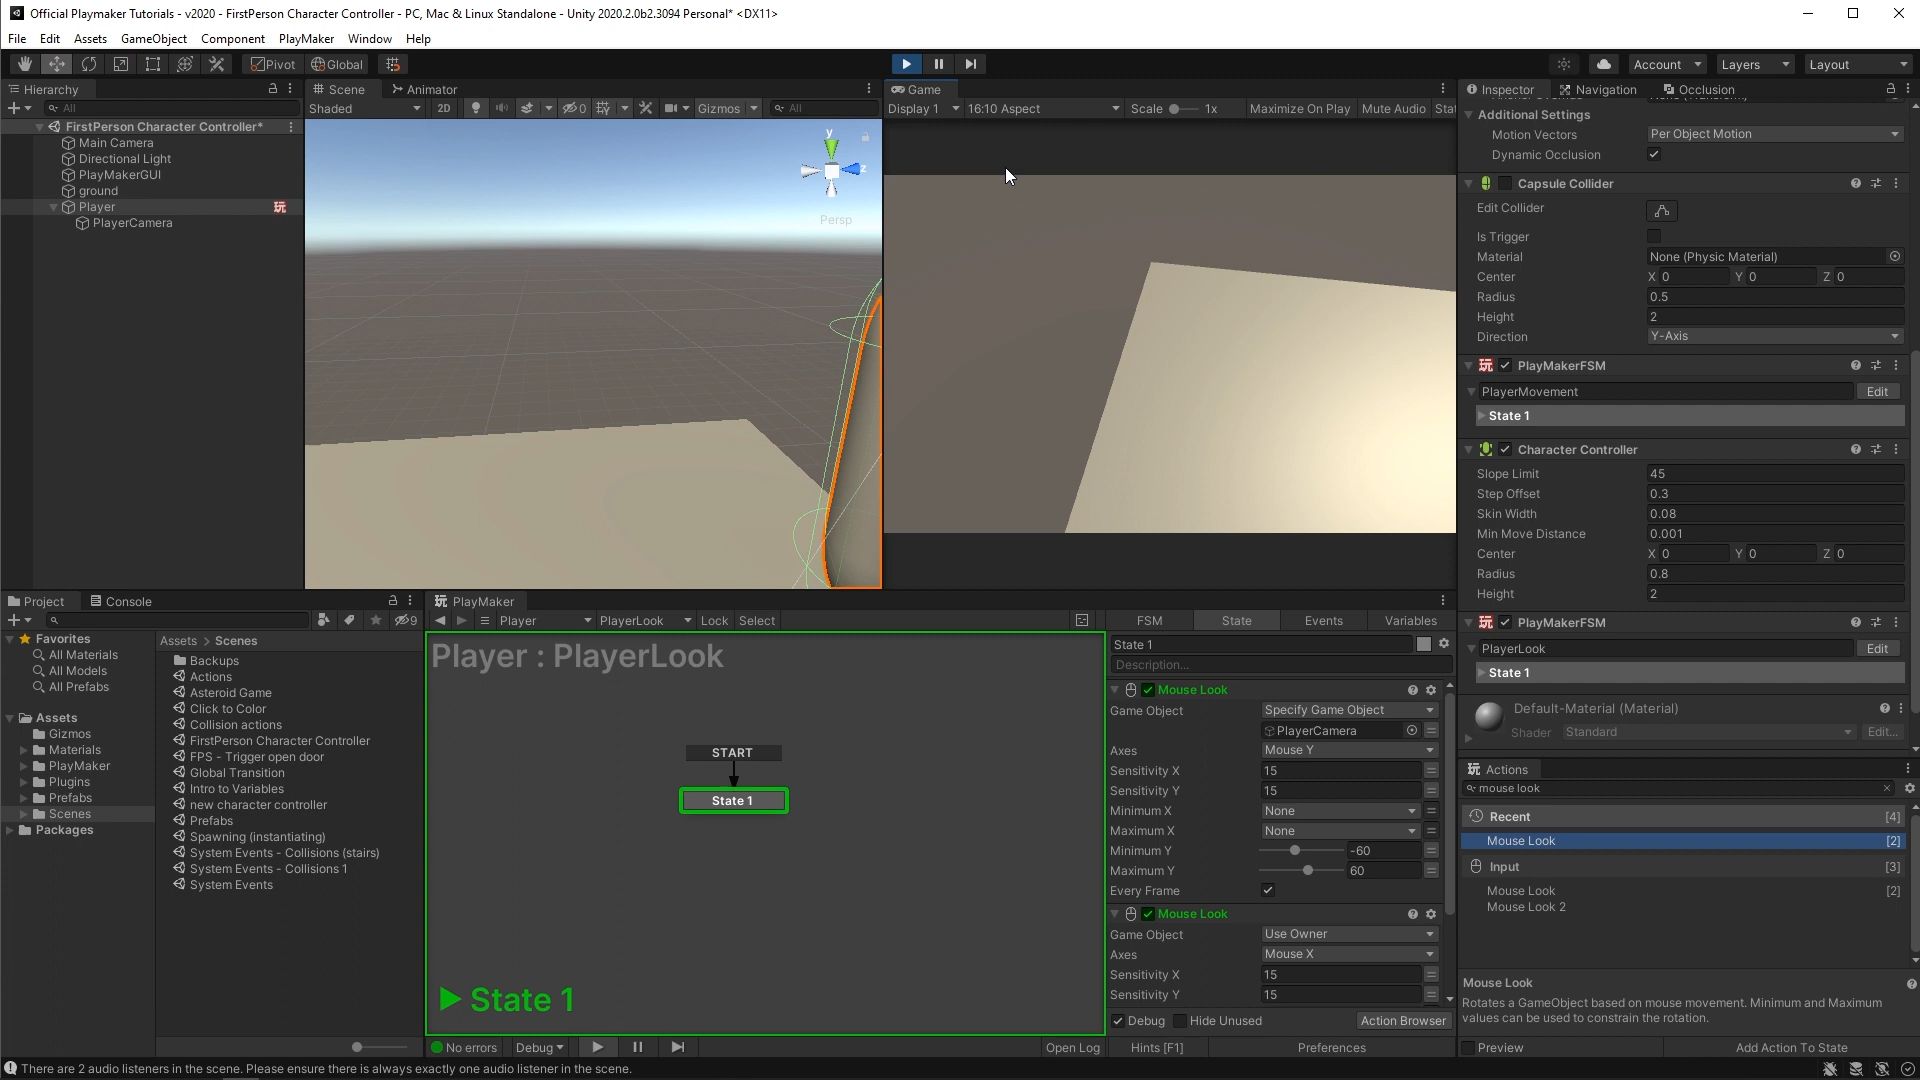 Official Playmaker Tutorials - v2020 - FirstPerson Character Controller - PC, Mac & Linux Standalone - Unity 2020.2.0b2.3094 Personal* <DX11>
File Edit Assets GameObject Component PlayMaker Window Help
Pivot Global Account Layers Layout
Hierarchy
All
FirstPerson Character Controller*
Main Camera
Directional Light
PlayMakerGUI
ground
Player
PlayerCamera
Scene Animator
Shaded 2D 0 Gizmos All
y
z
Persp
Game
Display 1 16:10 Aspect Scale 1x Maximize On Play Mute Audio Stat
Inspector Navigation Occlusion
Additional Settings
Motion Vectors Per Object Motion
Dynamic Occlusion
Capsule Collider
Edit Collider
Is Trigger
Material None (Physic Material)
Center X 0 Y 0 Z 0
Radius 0.5
Height 2
Direction Y-Axis
PlayMakerFSM
PlayerMovement Edit
State 1
Character Controller
Slope Limit 45
Step Offset 0.3
Skin Width 0.08
Min Move Distance 0.001
Center X 0 Y 0 Z 0
Radius 0.8
Height 2
PlayMakerFSM
PlayerLook Edit
State 1
Default-Material (Material)
Shader Standard Edit...
Project Console
9
Favorites
All Materials
All Models
All Prefabs
Assets
Gizmos
Materials
PlayMaker
Plugins
Prefabs
Scenes
Packages
Assets > Scenes
Backups
Actions
Asteroid Game
Click to Color
Collision actions
FirstPerson Character Controller
FPS - Trigger open door
Global Transition
Intro to Variables
new character controller
Prefabs
Spawning (instantiating)
System Events - Collisions (stairs)
System Events - Collisions 1
System Events
PlayMaker
Player PlayerLook Lock Select
Player : PlayerLook
START
State 1
State 1
No errors Debug Open Log
FSM State Events Variables
State 1
Description...
Mouse Look
Game Object Specify Game Object
PlayerCamera
Axes Mouse Y
Sensitivity X 15
Sensitivity Y 15
Minimum X None
Maximum X None
Minimum Y -60
Maximum Y 60
Every Frame
Mouse Look
Game Object Use Owner
Axes Mouse X
Sensitivity X 15
Sensitivity Y 15
Debug Hide Unused Action Browser
Hints [F1] Preferences
Actions
mouse look
Recent [4]
Mouse Look [2]
Input [3]
Mouse Look [2]
Mouse Look 2
Mouse Look
Rotates a GameObject based on mouse movement. Minimum and Maximum
values can be used to constrain the rotation.
Preview Add Action To State
There are 2 audio listeners in the scene. Please ensure there is always exactly one audio listener in the scene.